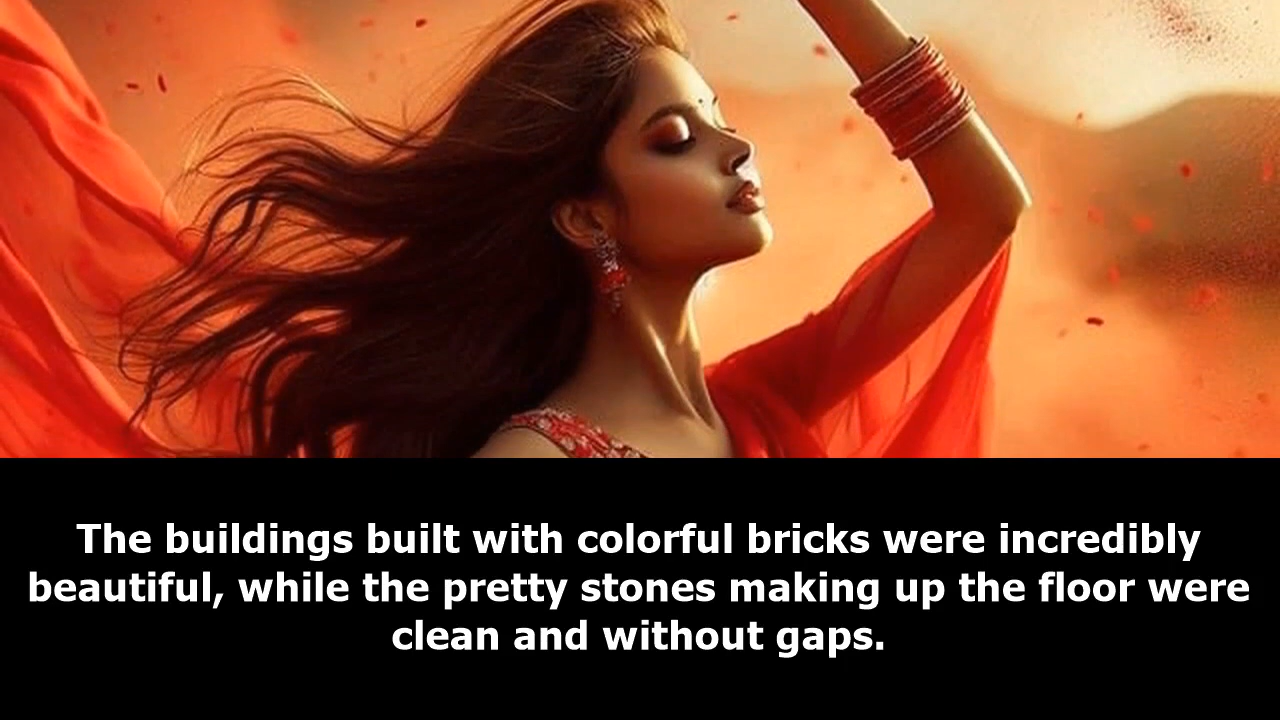 The buildings built with colorful bricks were incredibly
beautiful, while the pretty stones making up the floor were
clean and without gaps.